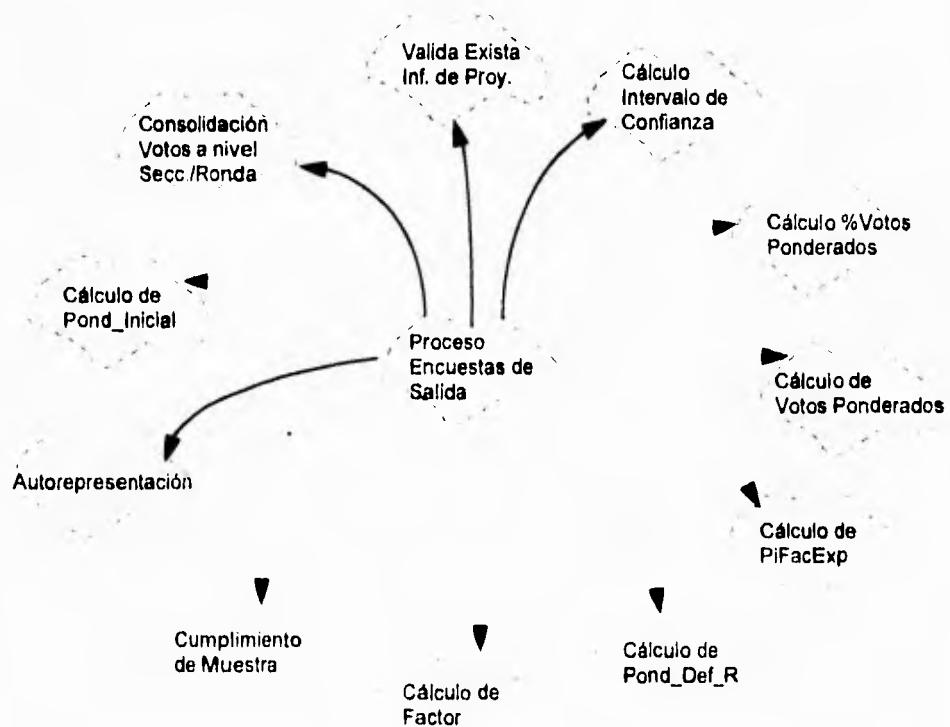 Valida Exista
Inf. de Proy.
Cálculo
Intervalo de
Confianza
Consolidación
Votos a nivel
Secc./Ronda
Cálculo %Votos
Ponderados
Cálculo de
Pond_Inicial
Proceso
Encuestas de
Salida
Cálculo de
Votos Ponderados
Autorepresentación
Cálculo de
PiFacExp
Cumplimiento
de Muestra
Cálculo de
Pond_Def_R
Cálculo de
Factor